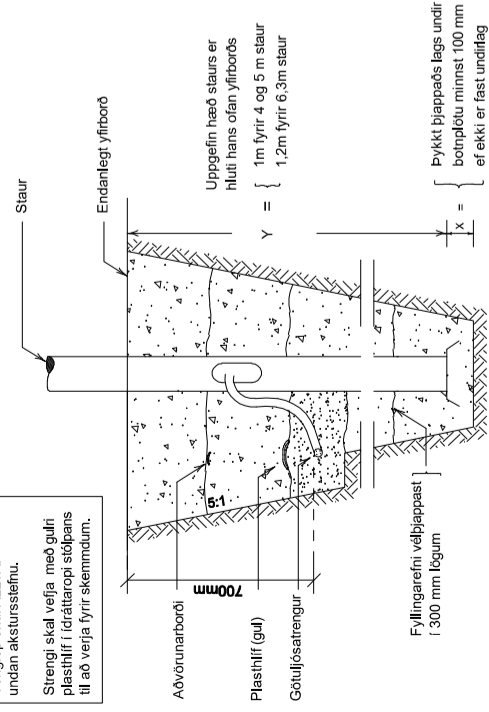 undan akstursstefnu.
Strengi skal vefja með gulri
plasthlíf í ídráttaropi stólpans
til að verja fyrir skemmdum.
Staur
Endanlegt yfirborð
Uppgefin hæð staurs er
hluti hans ofan yfirborðs
Y = { 1m fyrir 4 og 5 m staur
1,2m fyrir 6,3m staur
Þykkt þjappaðs lags undir
X = { botnplötu minnst 100 mm
ef ekki er fast undirlag
5:1
700mm
Aðvörunarborði
Plasthlíf (gul)
Götuljósatrengur
Fyllingarefni vélþjappast
í 300 mm lögum